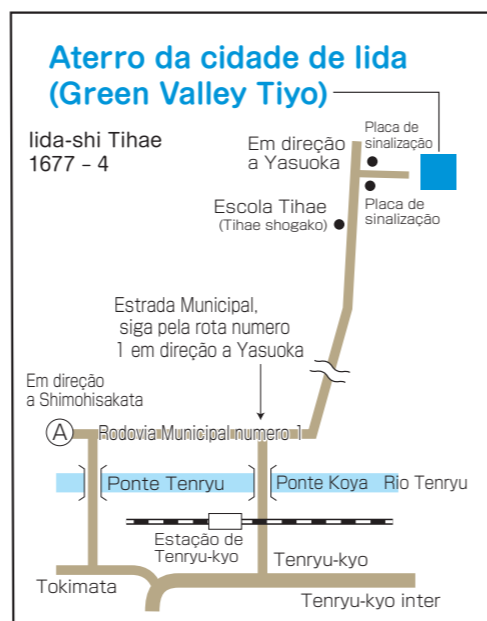 Aterro da cidade de Iida
(Green Valley Tiyo)
Iida-shi Tihae
1677 – 4
Em direção
a Yasuoka
Placa de
sinalização
Placa de
sinalização
Escola Tihae
(Tihae shogako)
Estrada Municipal,
siga pela rota numero
1 em direção a Yasuoka
Em direção
a Shimohisakata
A
Rodovia Municipal numero 1
Ponte Tenryu
Ponte Koya
Rio Tenryu
Estação de
Tenryu-kyo
Tenryu-kyo
Tokimata
Tenryu-kyo inter